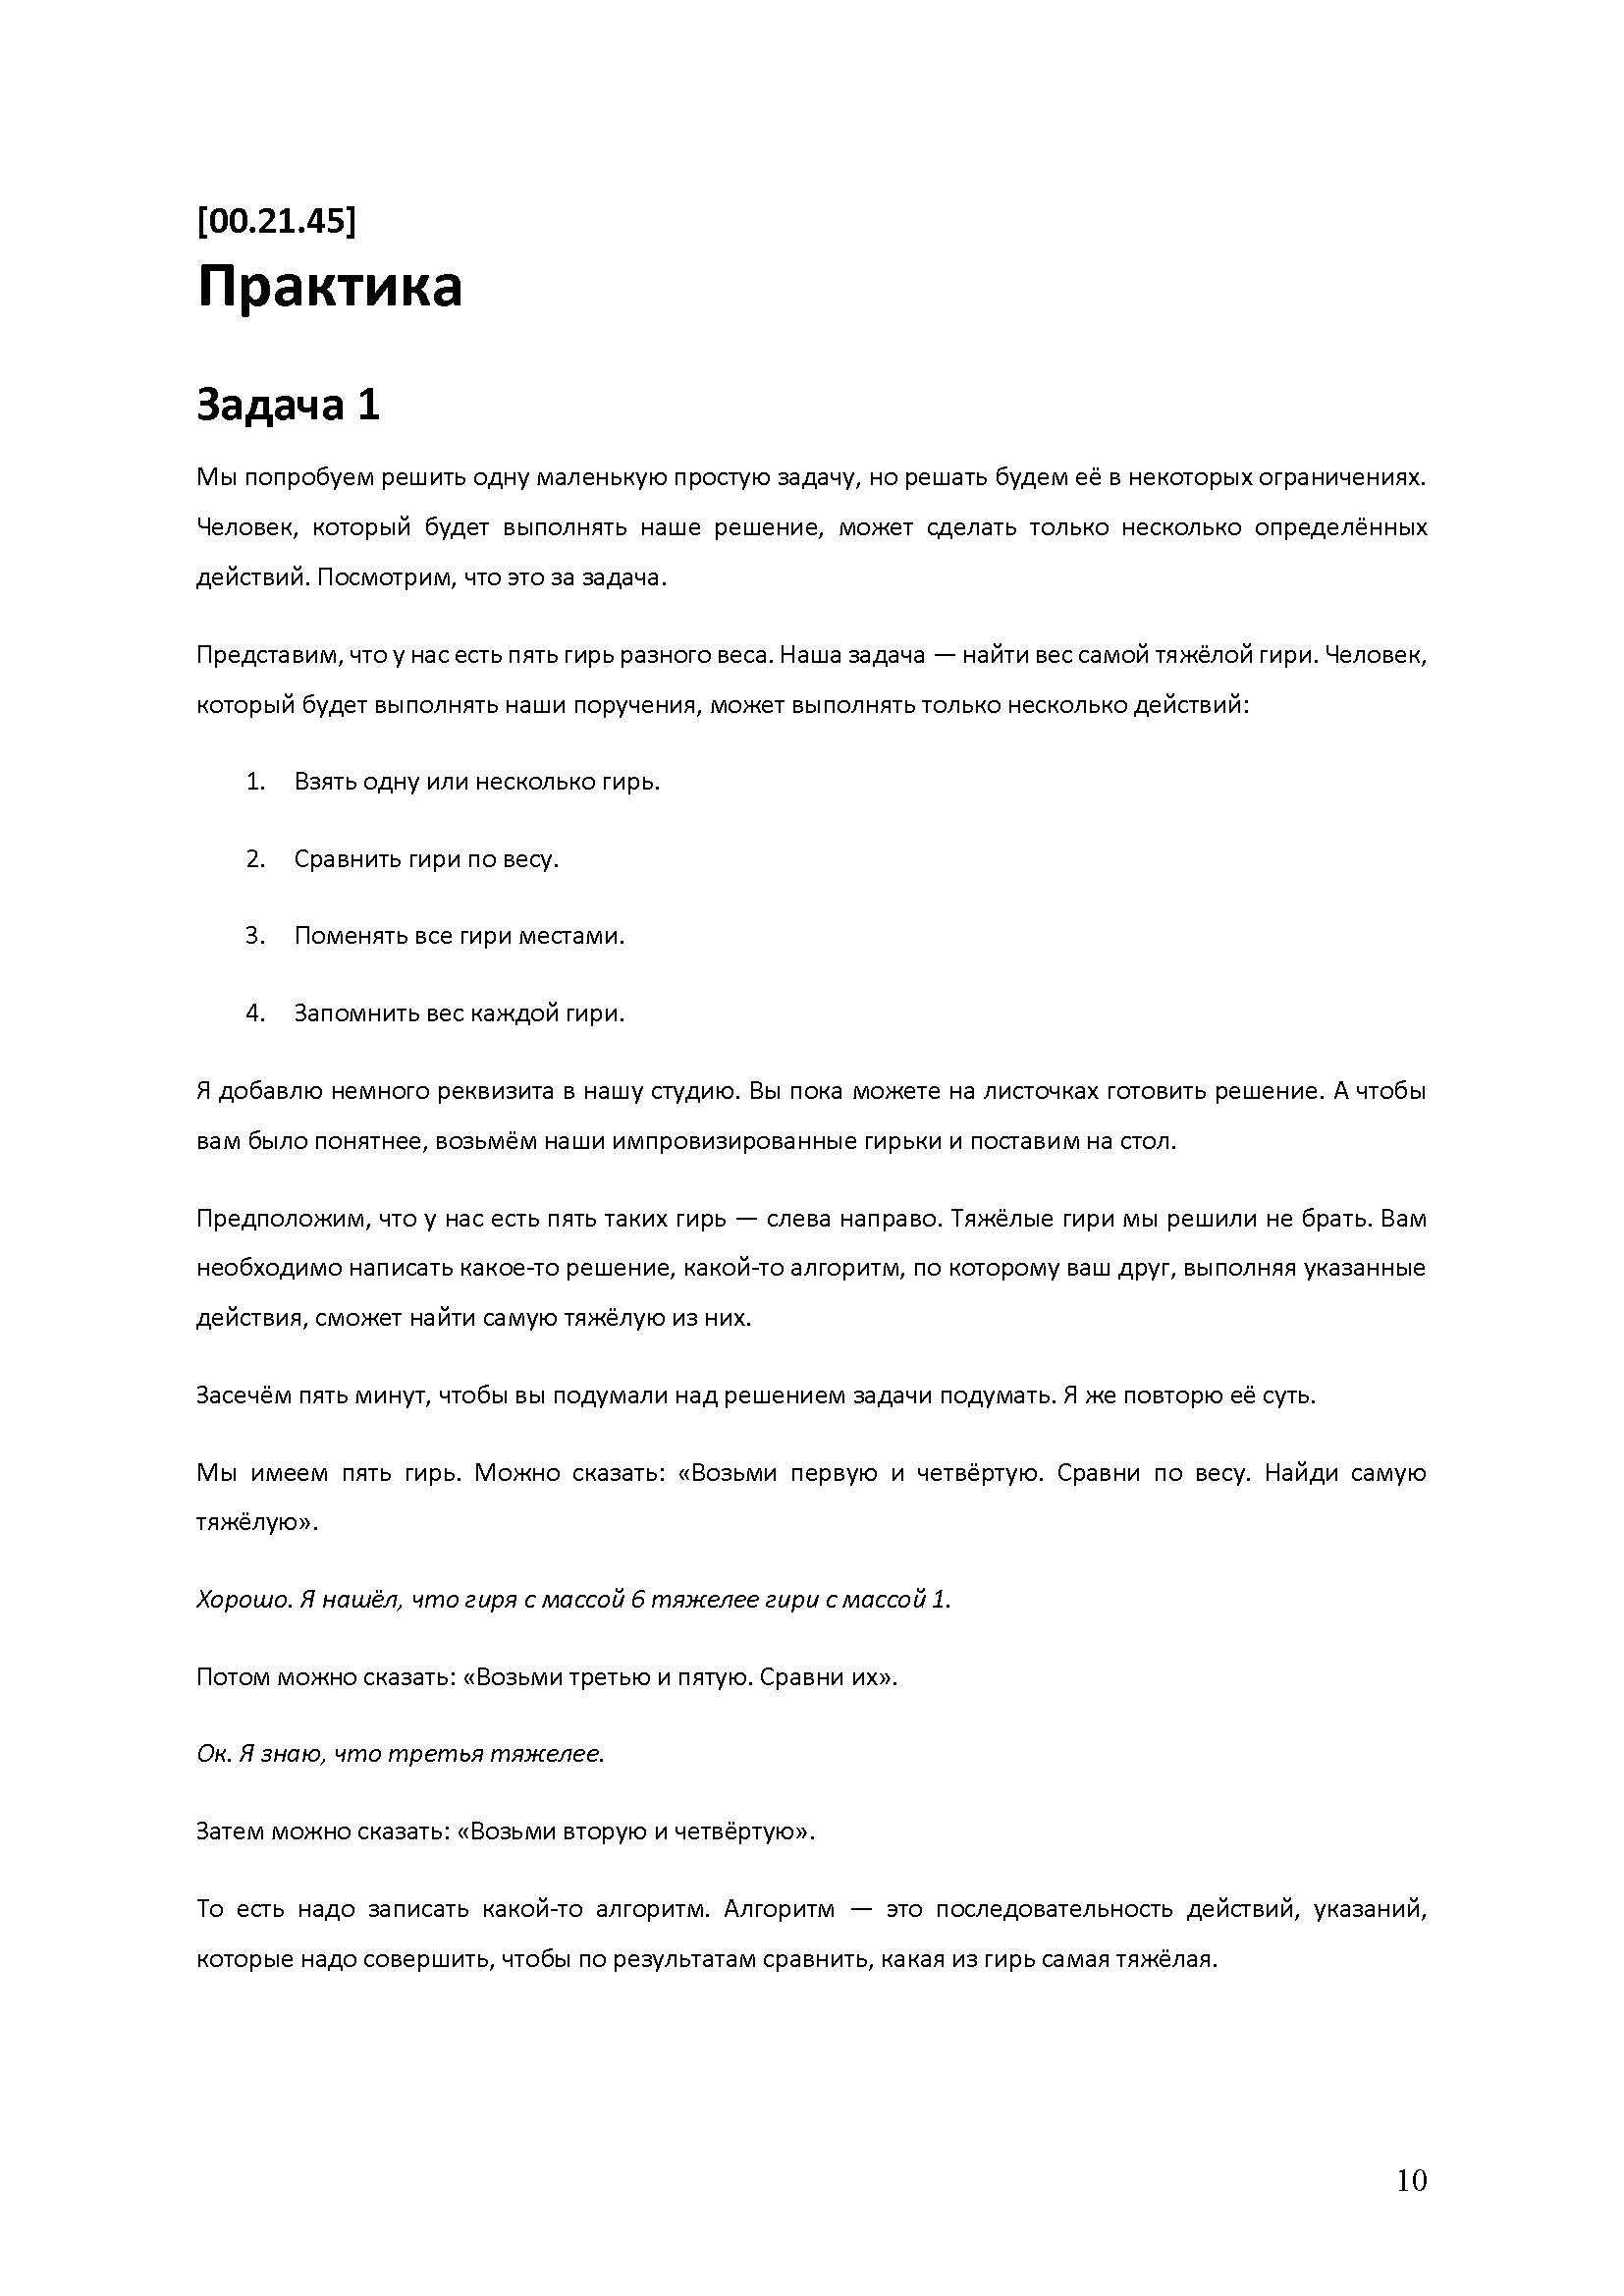 [00.21.45]
Практика
Задача 1
Мы попробуем решить одну маленькую простую задачу, но решать будем её в некоторых ограничениях.
Человек, который будет выполнять наше решение, может сделать только несколько определённых
действий. Посмотрим, что это за задача.
Представим, что у нас есть пять гирь разного веса. Наша задача — найти вес самой тяжёлой гири. Человек,
который будет выполнять наши поручения, может выполнять только несколько действий:
1. Взять одну или несколько гирь.
2. Сравнить гири по весу.
3. Поменять все гири местами.
4. Запомнить вес каждой гири.
Я добавлю немного реквизита в нашу студию. Вы пока можете на листочках готовить решение. А чтобы
вам было понятнее, возьмём наши импровизированные гирьки и поставим на стол.
Предположим, что у нас есть пять таких гирь — слева направо. Тяжёлые гири мы решили не брать. Вам
необходимо написать какое-то решение, какой-то алгоритм, по которому ваш друг, выполняя указанные
действия, сможет найти самую тяжёлую из них.
Засечём пять минут, чтобы вы подумали над решением задачи подумать. Я же повторю её суть.
Мы имеем пять гирь. Можно сказать: «Возьми первую и четвёртую. Сравни по весу. Найди самую
тяжёлую».
Хорошо. Я нашёл, что гиря с массой 6 тяжелее гири с массой 1.
Потом можно сказать: «Возьми третью и пятую. Сравни их».
Ок. Я знаю, что третья тяжелее.
Затем можно сказать: «Возьми вторую и четвёртую».
То есть надо записать какой-то алгоритм. Алгоритм — это последовательность действий, указаний,
которые надо совершить, чтобы по результатам сравнить, какая из гирь самая тяжёлая.
10